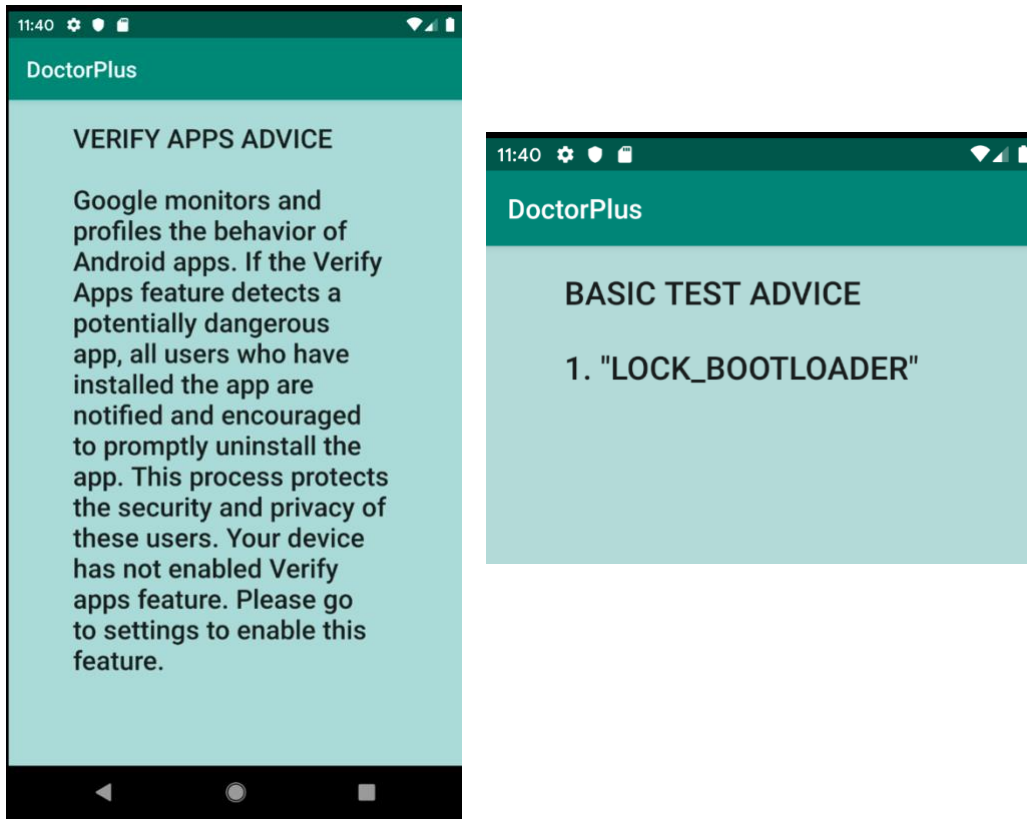 11:40
DoctorPlus
VERIFY APPS ADVICE
Google monitors and
profiles the behavior of
Android apps. If the Verify
Apps feature detects a
potentially dangerous
app, all users who have
installed the app are
notified and encouraged
to promptly uninstall the
app. This process protects
the security and privacy of
these users. Your device
has not enabled Verify
apps feature. Please go
to settings to enable this
feature.
11:40
DoctorPlus
BASIC TEST ADVICE
1. "LOCK_BOOTLOADER"